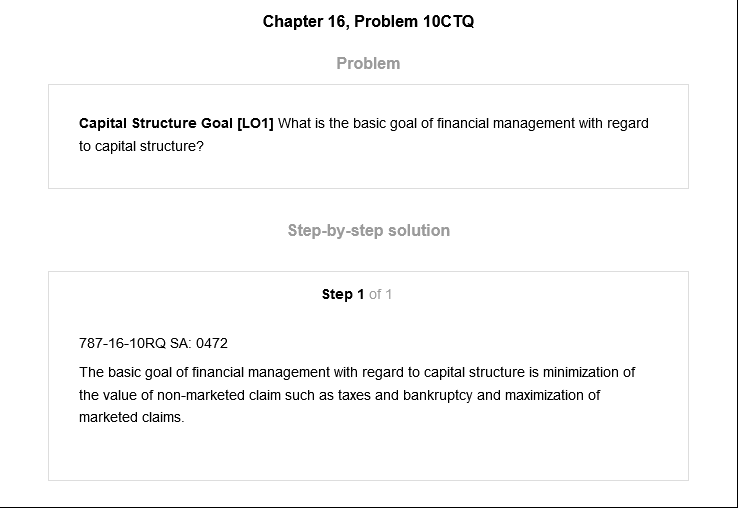 Chapter 16, Problem 10CTQ
Problem
Capital Structure Goal [LO1] What is the basic goal of financial management with regard
to capital structure?
Step-by-step solution
Step 1 of 1
787-16-10RQ SA: 0472
The basic goal of financial management with regard to capital structure is minimization of
the value of non-marketed claim such as taxes and bankruptcy and maximization of
marketed claims.